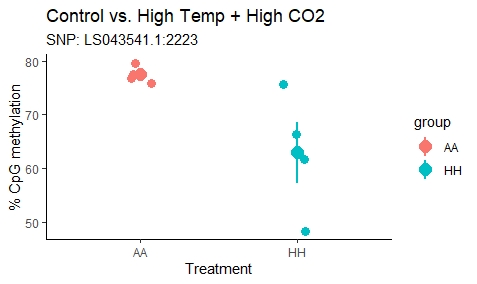 Control vs. High Temp + High CO2
SNP: LS043541.1:2223
% CpG methylation
80
70
60
50
AA
HH
Treatment
group
AA
HH